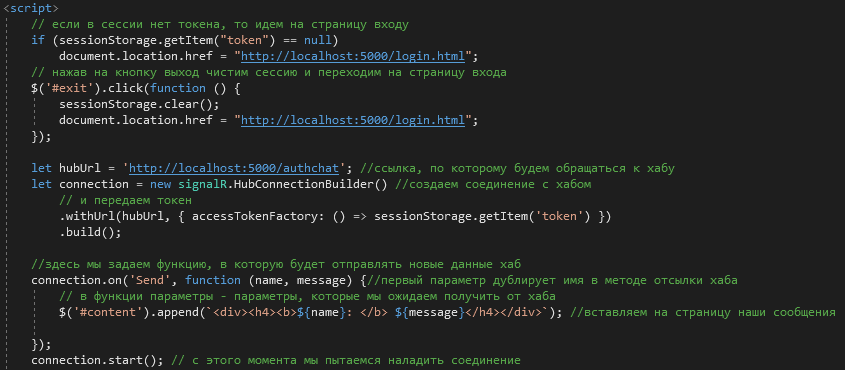 <script>
// если в сессии нет токена, то идем на страницу входу
if (sessionStorage.getItem("token") == null)
document.location.href = "http://localhost:5000/login.html";
// нажав на кнопку выход чистим сессию и переходим на страницу входа
$('#exit').click(function () {
sessionStorage.clear();
document.location.href = "http://localhost:5000/login.html";
});
let hubUrl = 'http://localhost:5000/authchat'; //ссылка, по которому будем обращаться к хабу
let connection = new signalR.HubConnectionBuilder() //создаем соединение с хабом
// и передаем токен
.withUrl(hubUrl, { accessTokenFactory: () => sessionStorage.getItem('token') })
.build();
//здесь мы задаем функцию, в которую будет отправлять новые данные хаб
connection.on('Send', function (name, message) {//первый параметр дублирует имя в методе отсылки хаба
// в функции параметры - параметры, которые мы ожидаем получить от хаба
$('#content').append(`<div><h4><b>${name}: </b> ${message}</h4></div>`); //вставляем на страницу наши сообщения
});
connection.start(); // с этого момента мы пытаемся наладить соединение